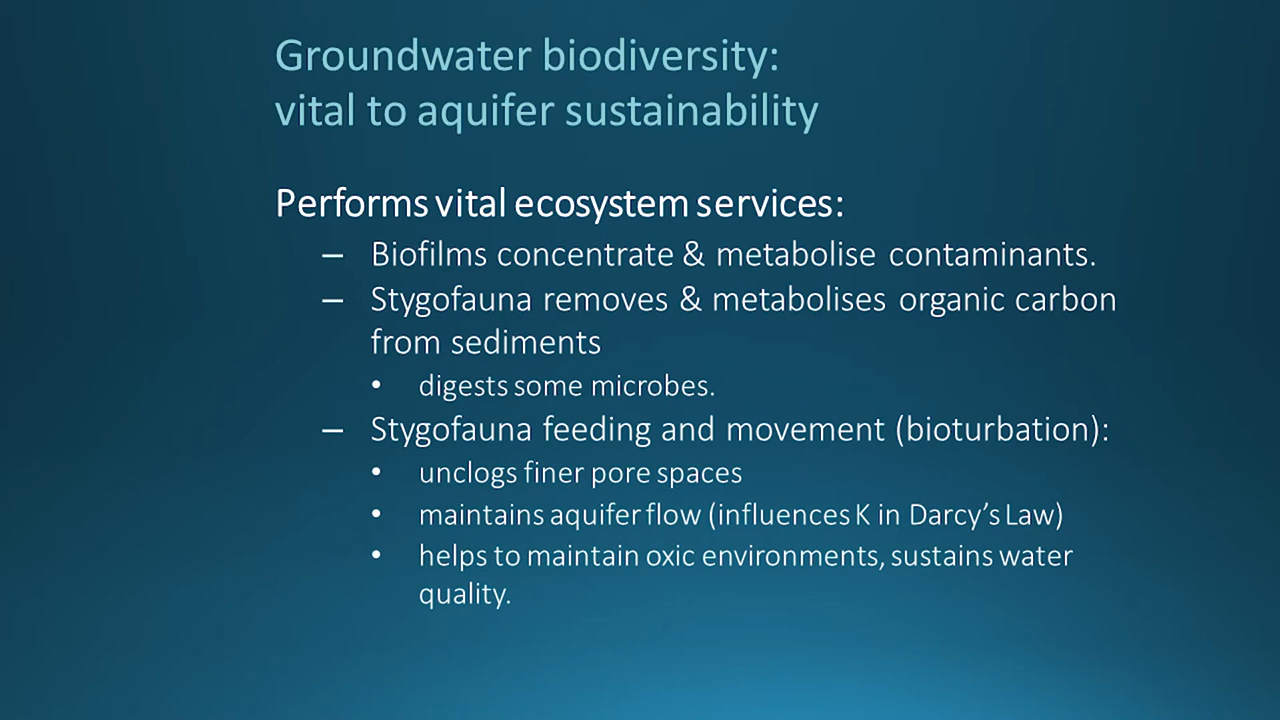 Groundwater biodiversity:
vital to aquifer sustainability
Performs vital ecosystem services:
– Biofilms concentrate & metabolise contaminants.
– Stygofauna removes & metabolises organic carbon
from sediments
• digests some microbes.
– Stygofauna feeding and movement (bioturbation):
• unclogs finer pore spaces
• maintains aquifer flow (influences K in Darcy’s Law)
• helps to maintain oxic environments, sustains water
quality.